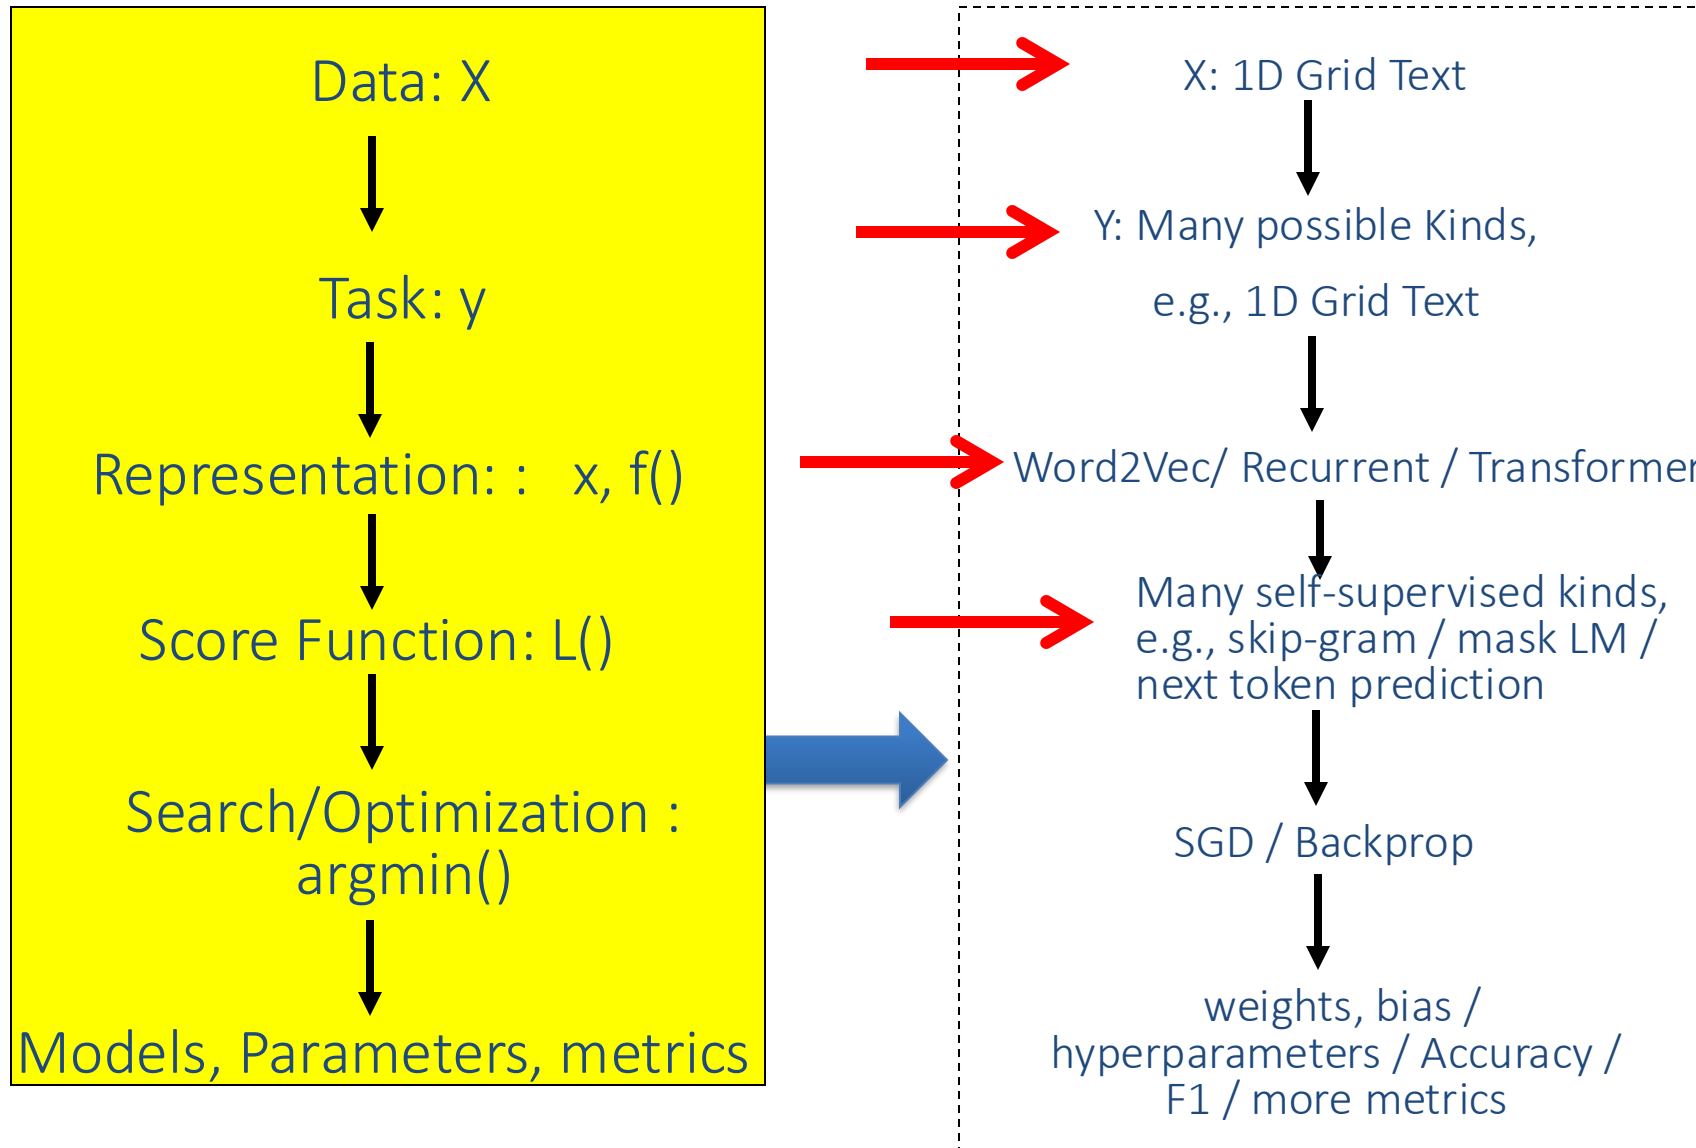 Data: X
Task: y
Representation: : x, f()
Score Function: L()
Search/Optimization :
argmin()
Models, Parameters, metrics
X: 1D Grid Text
Y: Many possible Kinds,
e.g., 1D Grid Text
Word2Vec/ Recurrent / Transformer
Many self-supervised kinds,
e.g., skip-gram / mask LM /
next token prediction
SGD / Backprop
weights, bias /
hyperparameters / Accuracy /
F1 / more metrics